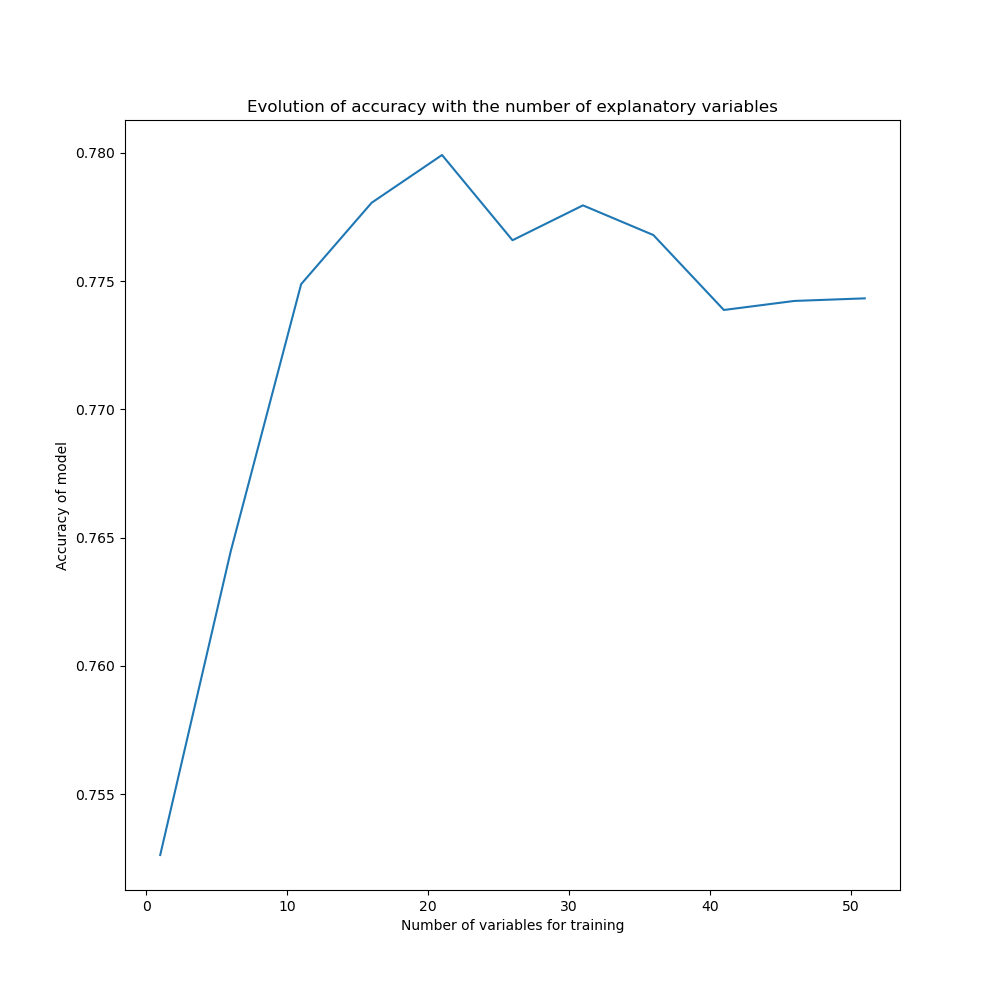 Evolution of accuracy with the number of explanatory variables
0.780
0.775
0.770
0.765
0.760
0.755
Accuracy of model
0 10 20 30 40 50
Number of variables for training